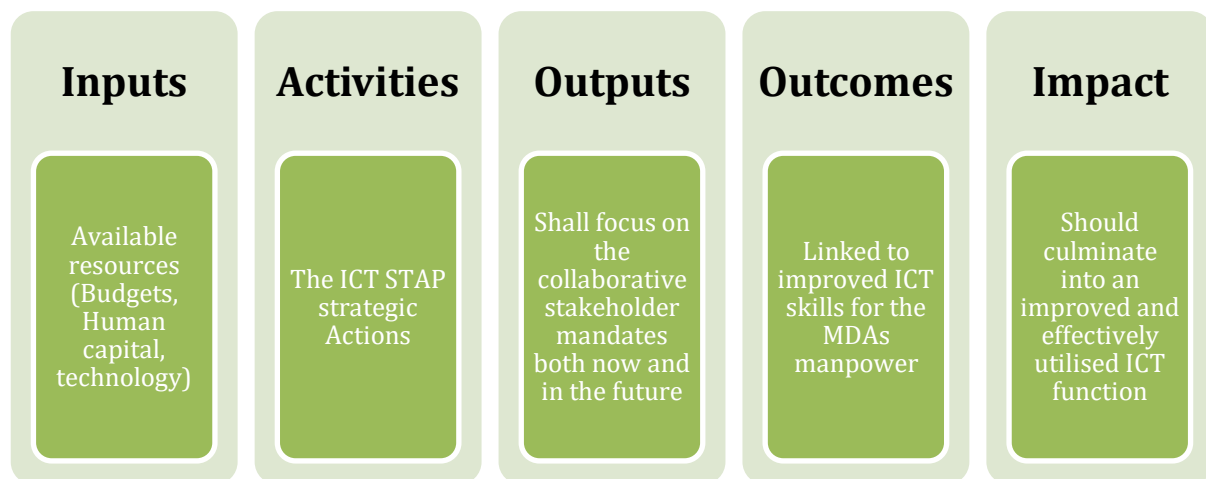 Inputs
Available
resources
(Budgets,
Human
capital,
technology)
Activities
The ICT STAP
strategic
Actions
Outputs
Shall focus on
the
collaborative
stakeholder
mandates
both now and
in the future
Outcomes
Linked to
improved ICT
skills for the
MDAs
manpower
Impact
Should
culminate
into an
improved and
effectively
utilised ICT
function